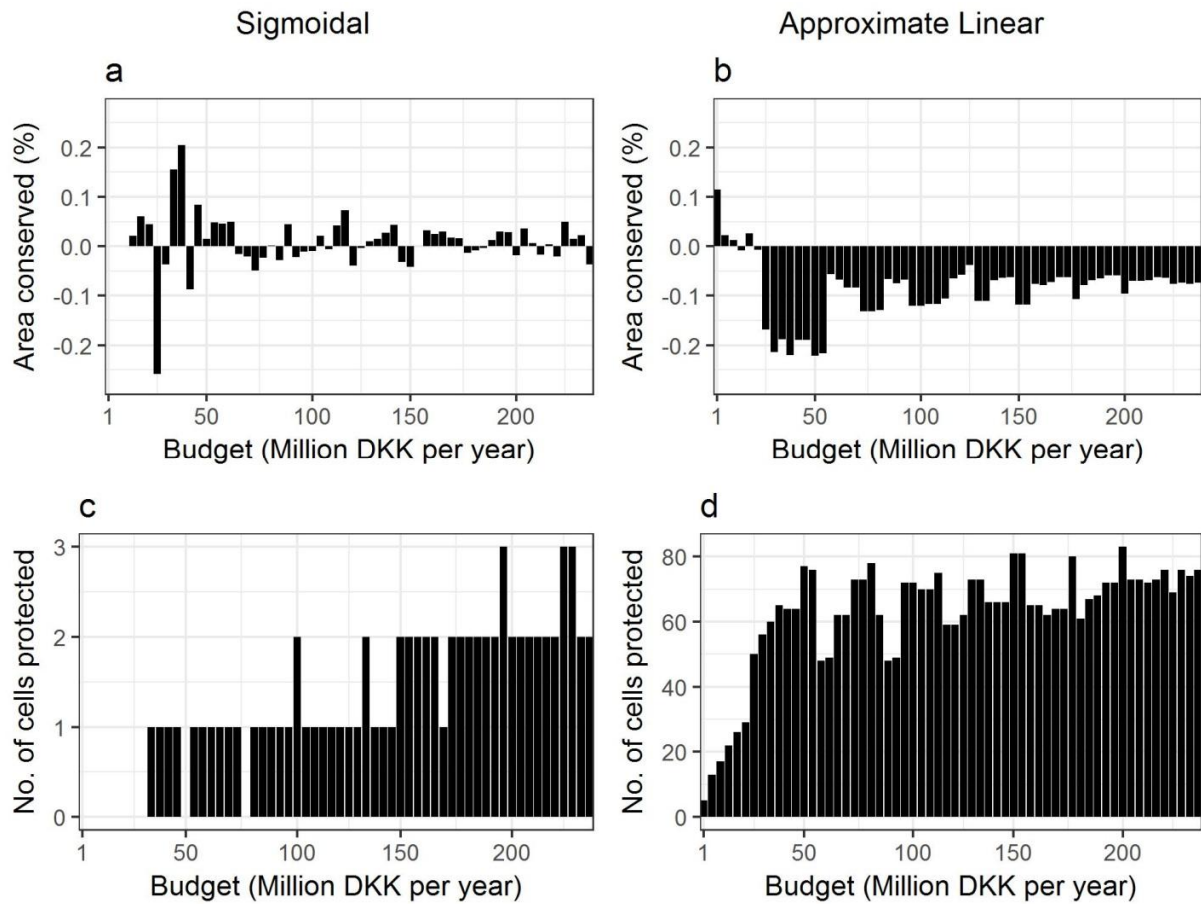 Sigmoidal
Approximate Linear
a
b
Area conserved (%)
0.2
0.1
0.0
-0.1
-0.2
1 50 100 150 200
Budget (Million DKK per year)
Area conserved (%)
0.2
0.1
0.0
-0.1
-0.2
1 50 100 150 200
Budget (Million DKK per year)
c
d
No. of cells protected
3
2
1
0
1 50 100 150 200
Budget (Million DKK per year)
No. of cells protected
80
60
40
20
0
1 50 100 150 200
Budget (Million DKK per year)